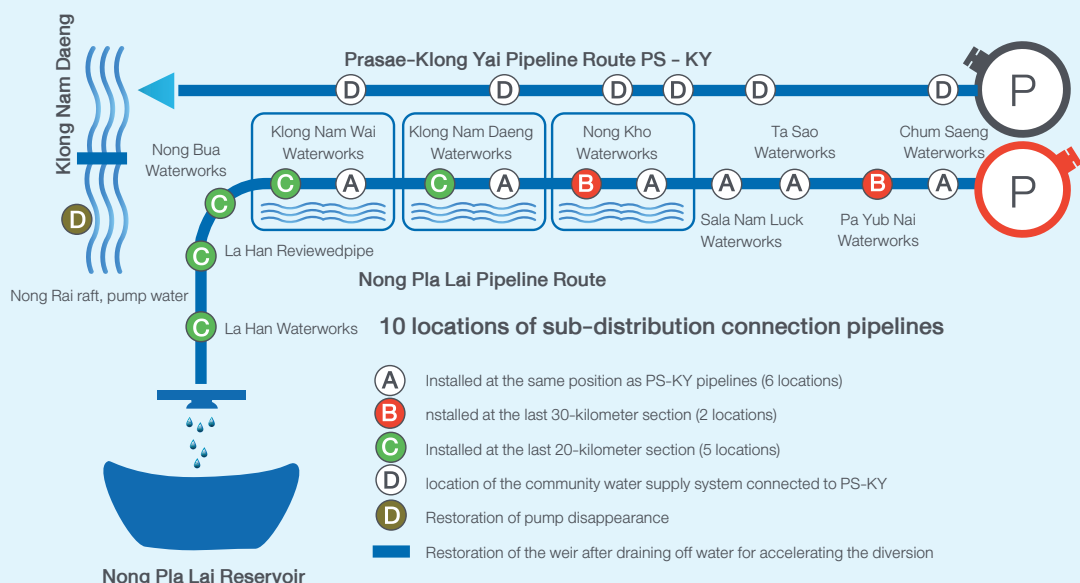 Klong Nam Daeng
Prasae-Klong Yai Pipeline Route PS - KY
P
D D D D D D
Nong Bua
Waterworks
Klong Nam Wai
Waterworks
Klong Nam Daeng
Waterworks
Nong Kho
Waterworks
Ta Sao
Waterworks
Chum Saeng
Waterworks
C A C A B A A A B A
P
C
D
Sala Nam Luck
Waterworks
Pa Yub Nai
Waterworks
C
La Han Reviewedpipe
Nong Pla Lai Pipeline Route
Nong Rai raft, pump water
C
La Han Waterworks
10 locations of sub-distribution connection pipelines
A Installed at the same position as PS-KY pipelines (6 locations)
B nstalled at the last 30-kilometer section (2 locations)
C Installed at the last 20-kilometer section (5 locations)
D location of the community water supply system connected to PS-KY
D Restoration of pump disappearance
Restoration of the weir after draining off water for accelerating the diversion
Nong Pla Lai Reservoir